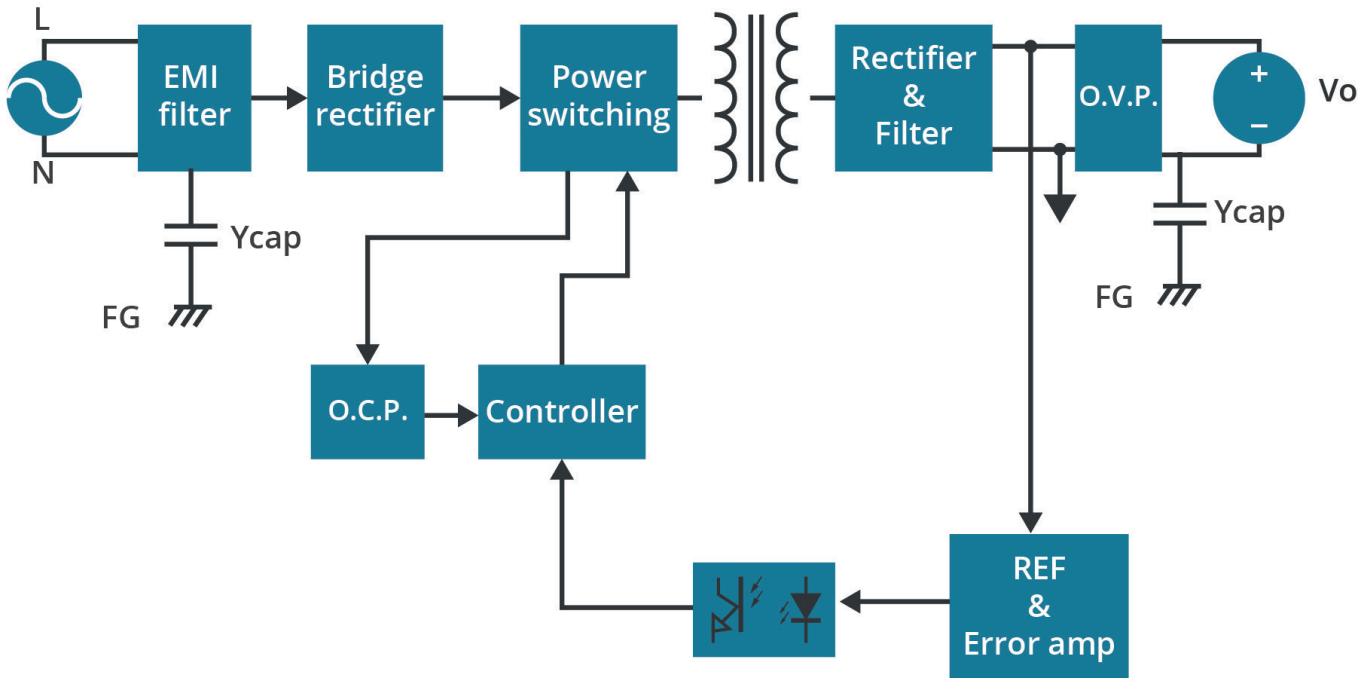 L
N
EMI
filter
Bridge
rectifier
Power
switching
Rectifier
&
Filter
O.V.P.
+
−
Vo
Ycap
FG
Ycap
FG
O.C.P.
Controller
REF
&
Error amp